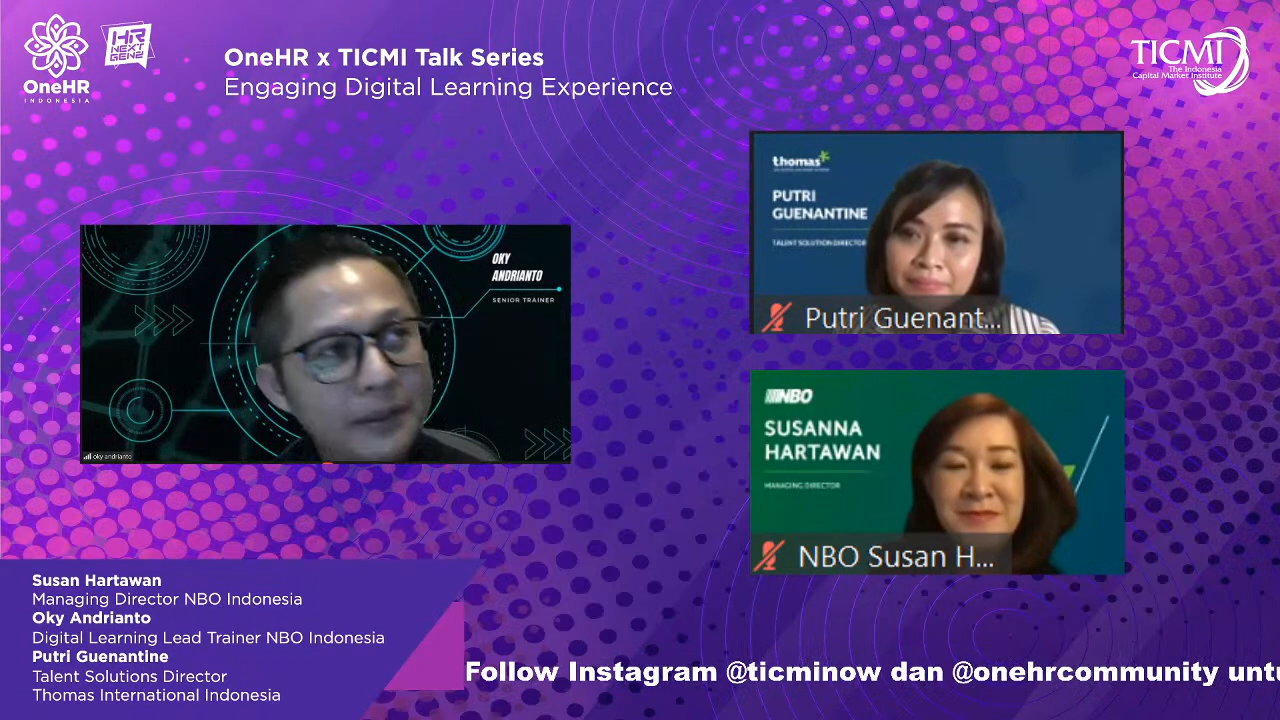 OneHR
INDONESIA
HR
NEXT
GEN
OneHR x TICMI Talk Series
Engaging Digital Learning Experience
TICMI
The Indonesia
Capital Market Institute
OKY
ANDRIANTO
SENIOR TRAINER
oky andrianto
thomas
PUTRI
GUENANTINE
TALENT SOLUTION DIRECTOR
Putri Guenant...
NBO
SUSANNA
HARTAWAN
MANAGING DIRECTOR
NBO Susan H...
Susan Hartawan
Managing Director NBO Indonesia
Oky Andrianto
Digital Learning Lead Trainer NBO Indonesia
Putri Guenantine
Talent Solutions Director
Thomas International Indonesia
Follow Instagram @ticminow dan @onehrcommunity untu